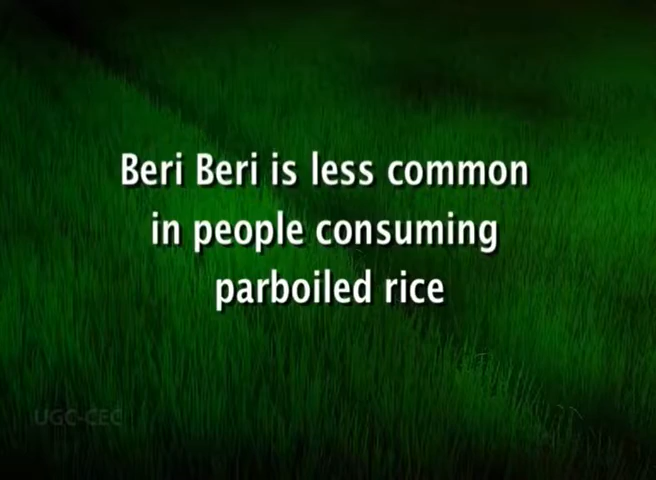 Beri Beri is less common
in people consuming
parboiled rice
UGC-CEC